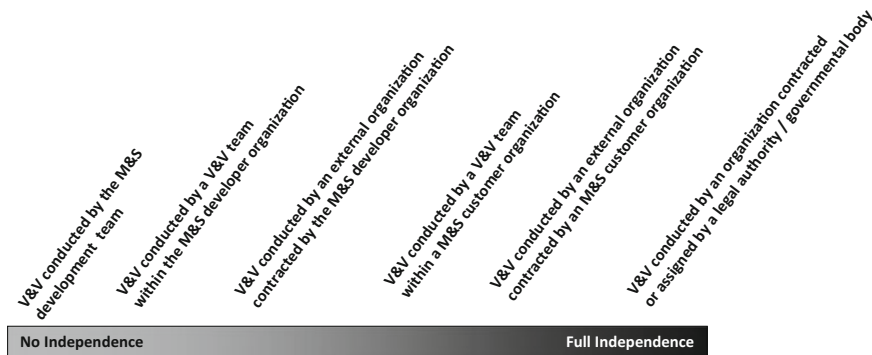 V&V conducted by the M&S
development team
V&V conducted by a V&V team
within the M&S developer organization
V&V conducted by an external organization
contracted by the M&S developer organization
V&V conducted by a V&V team
within a M&S customer organization
V&V conducted by an external organization
contracted by an M&S customer organization
V&V conducted by an organization contracted
or assigned by a legal authority / governmental body
No Independence
Full Independence